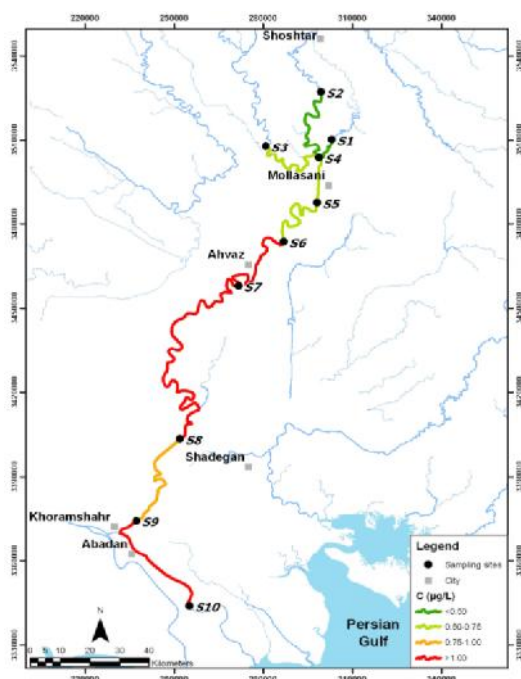 220000 250000 280000 310000 340000
Shoshtar
S2
S1
S3
S4
Mollasani
S5
S6
Ahvaz
S7
S8
Shadegan
S9
Khoramshahr
Abadan
S10
N
Persian
Gulf
0 5 10 20 30 40
Kilometers
Legend
Sampling sites
City
C (µg/L)
<0.50
0.50-0.75
0.75-1.00
>1.00